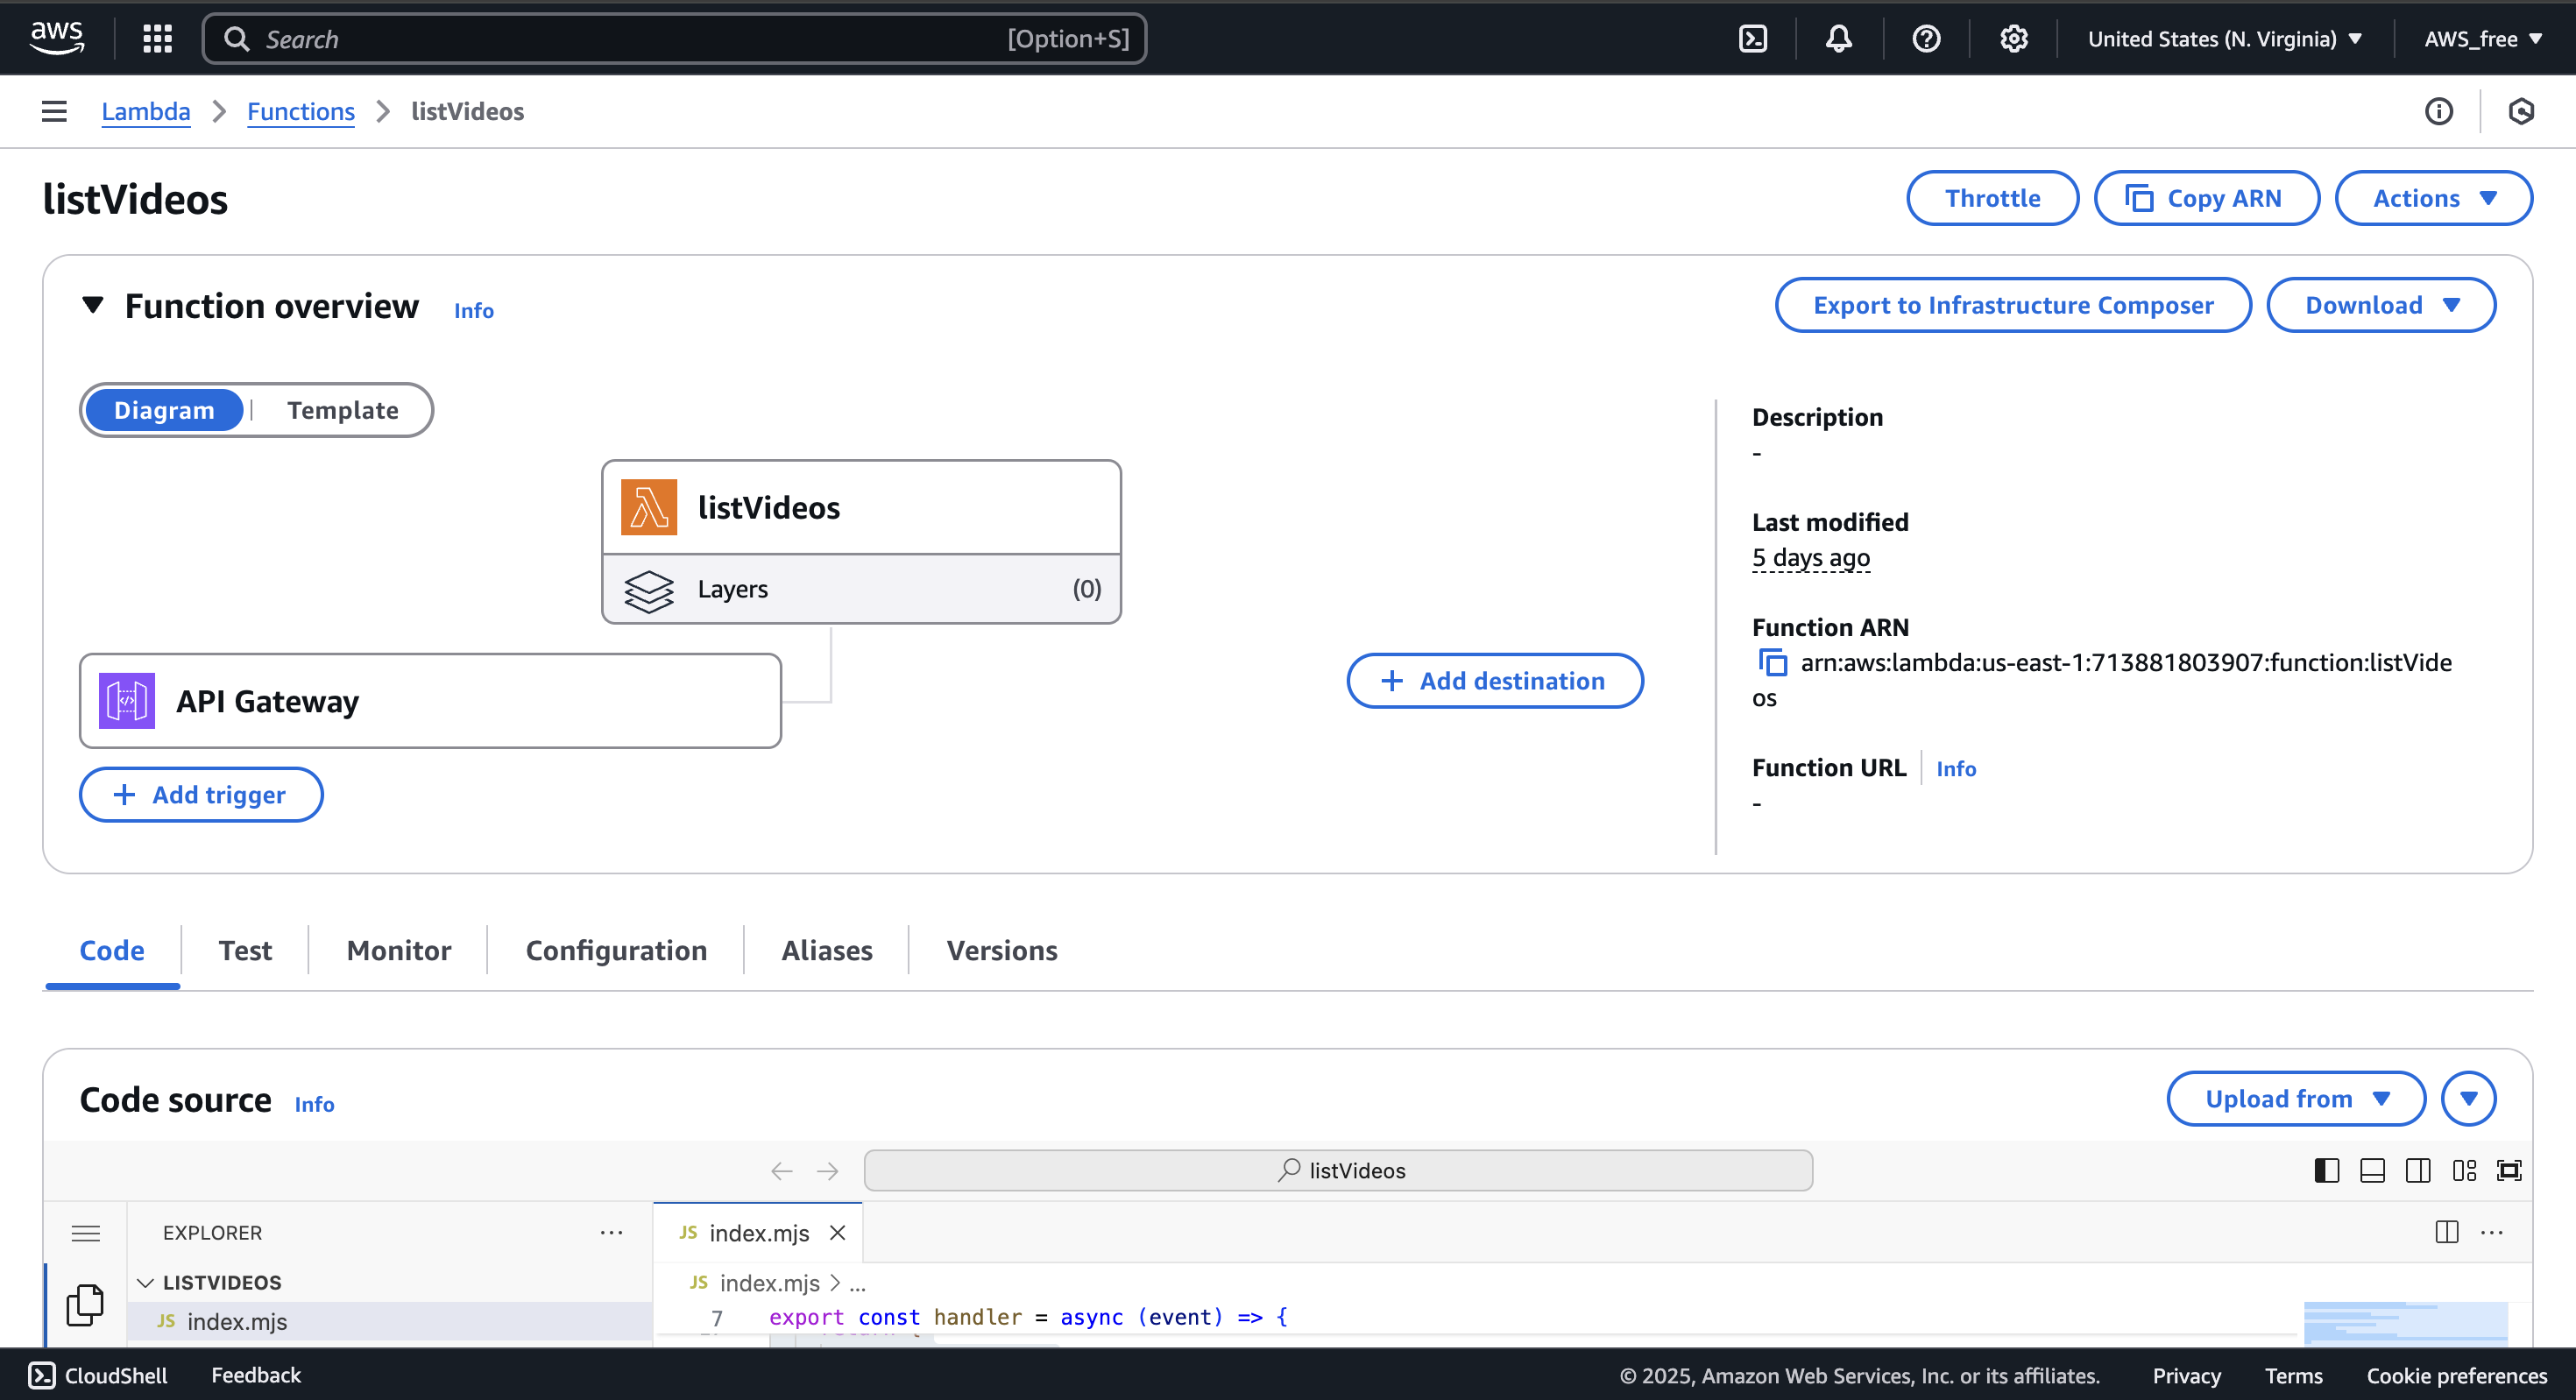 aws
Search [Option+S]
United States (N. Virginia)
AWS_free
Lambda
Functions
listVideos
listVideos
Throttle
Copy ARN
Actions
Function overview
Info
Export to Infrastructure Composer
Download
Diagram
Template
listVideos
Layers
(0)
API Gateway
+ Add trigger
+ Add destination
Description
-
Last modified
5 days ago
Function ARN
arn:aws:lambda:us-east-1:713881803907:function:listVide
os
Function URL
Info
-
Code
Test
Monitor
Configuration
Aliases
Versions
Code source
Info
Upload from
listVideos
EXPLORER
...
LISTVIDEOS
JS index.mjs
JS index.mjs
JS index.mjs > ...
7 export const handler = async (event) => {
CloudShell
Feedback
© 2025, Amazon Web Services, Inc. or its affiliates.
Privacy
Terms
Cookie preferences